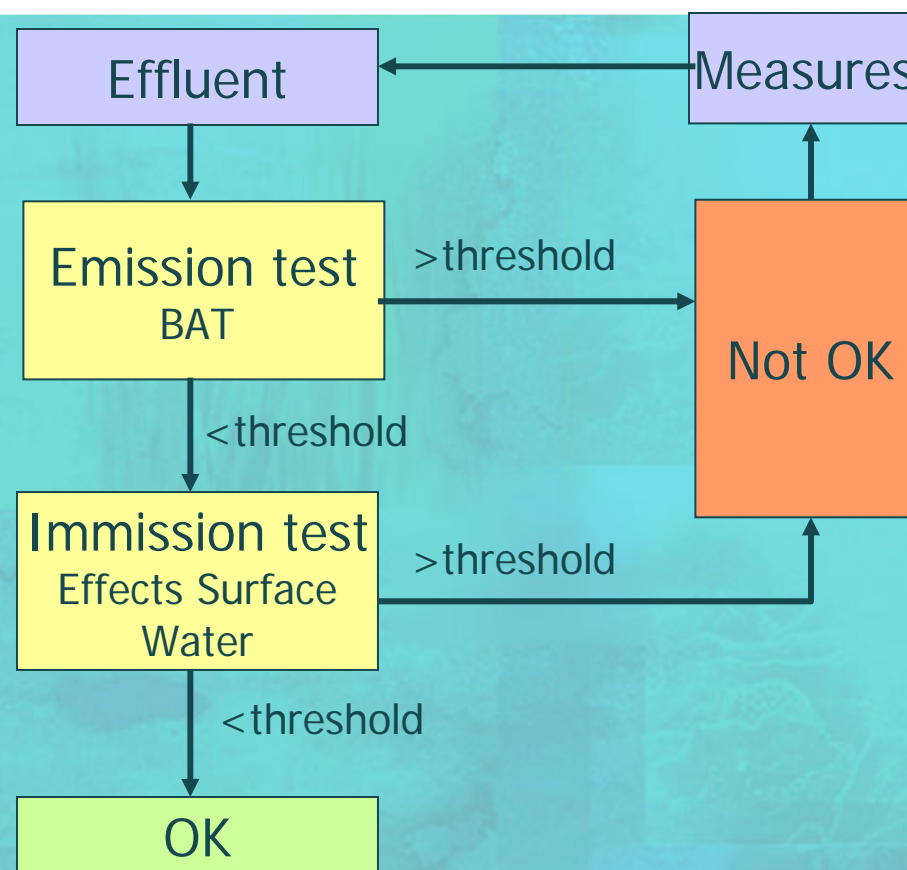 Effluent
Measures
Emission test
BAT
>threshold
Not OK
<threshold
Immission test
Effects Surface
Water
>threshold
<threshold
OK